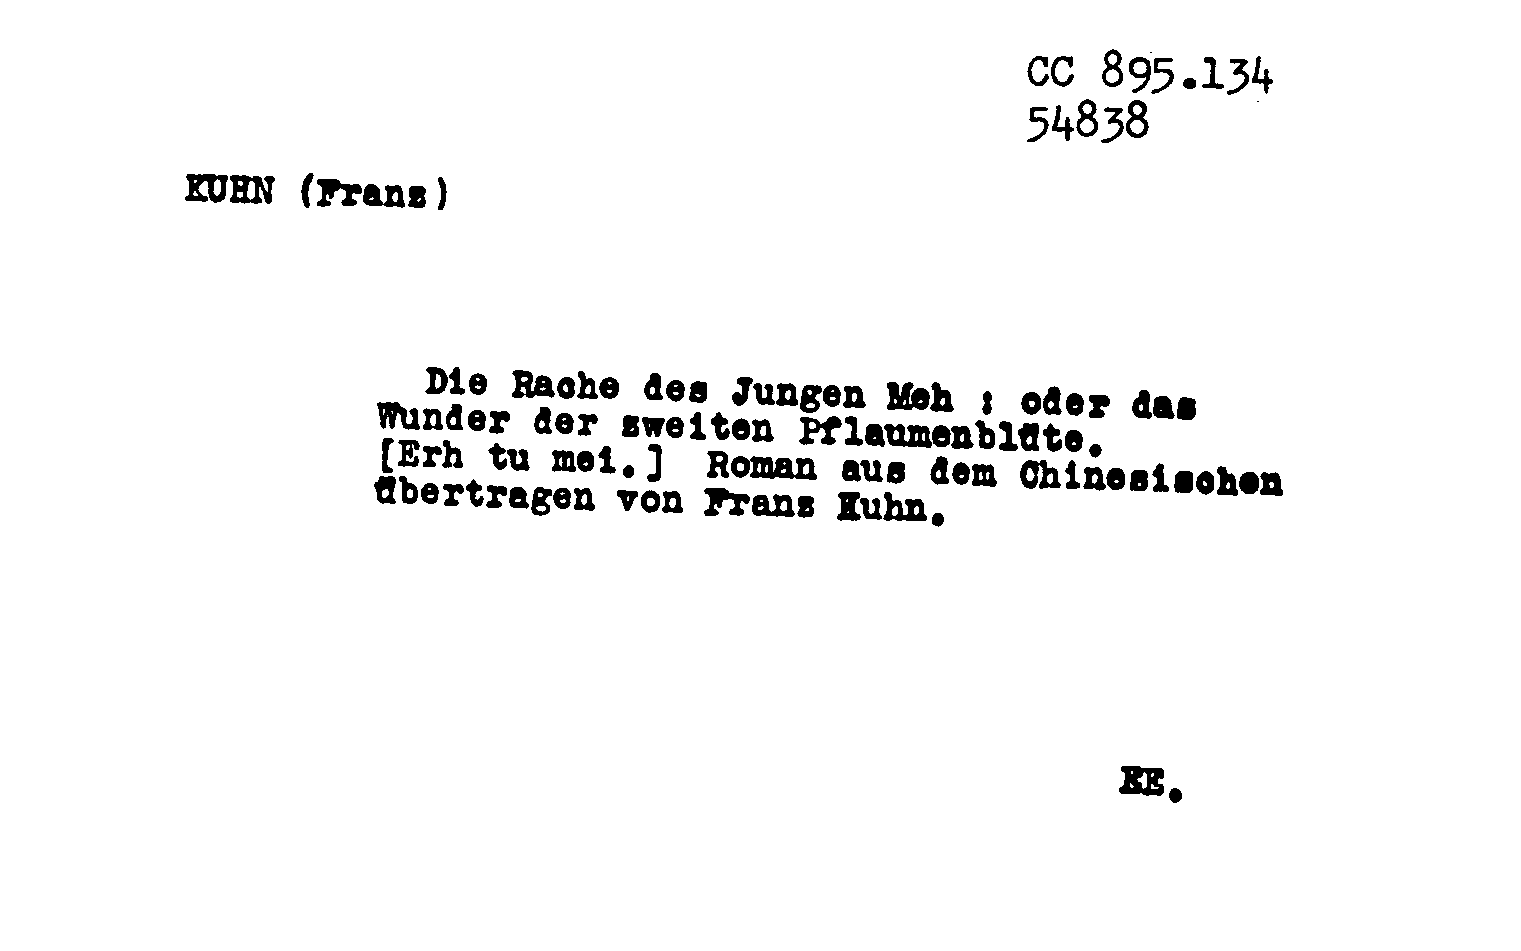 CC 895.134
54838
KUHN (Franz)
Die Rache des Jungen Meh : oder das
Wunder der zweiten Pflaumenblüte.
[Erh tu mei.] Roman aus dem Chinesischen
übertragen von Franz Kuhn.
EE.